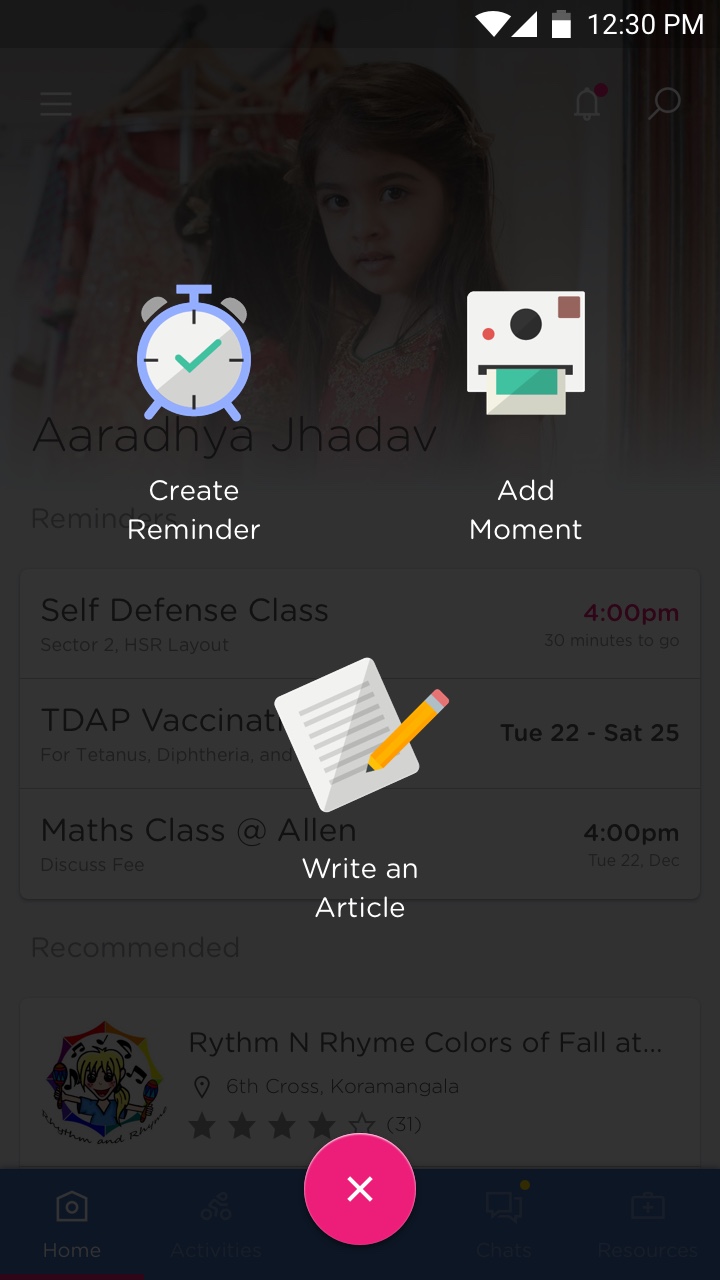 12:30 PM
Aaradhya Jhadav
Create
Reminder
Add
Moment
Reminders
Self Defense Class
4:00pm
Sector 2, HSR Layout
30 minutes to go
TDAP Vaccinati
Tue 22 - Sat 25
For Tetanus, Diphtheria, and
Maths Class @ Allen
4:00pm
Discuss Fee
Tue 22, Dec
Write an
Article
Recommended
Rythm N Rhyme Colors of Fall at...
6th Cross, Koramangala
(31)
Rhythm and Rhyme
Home
Activities
Chats
Resources